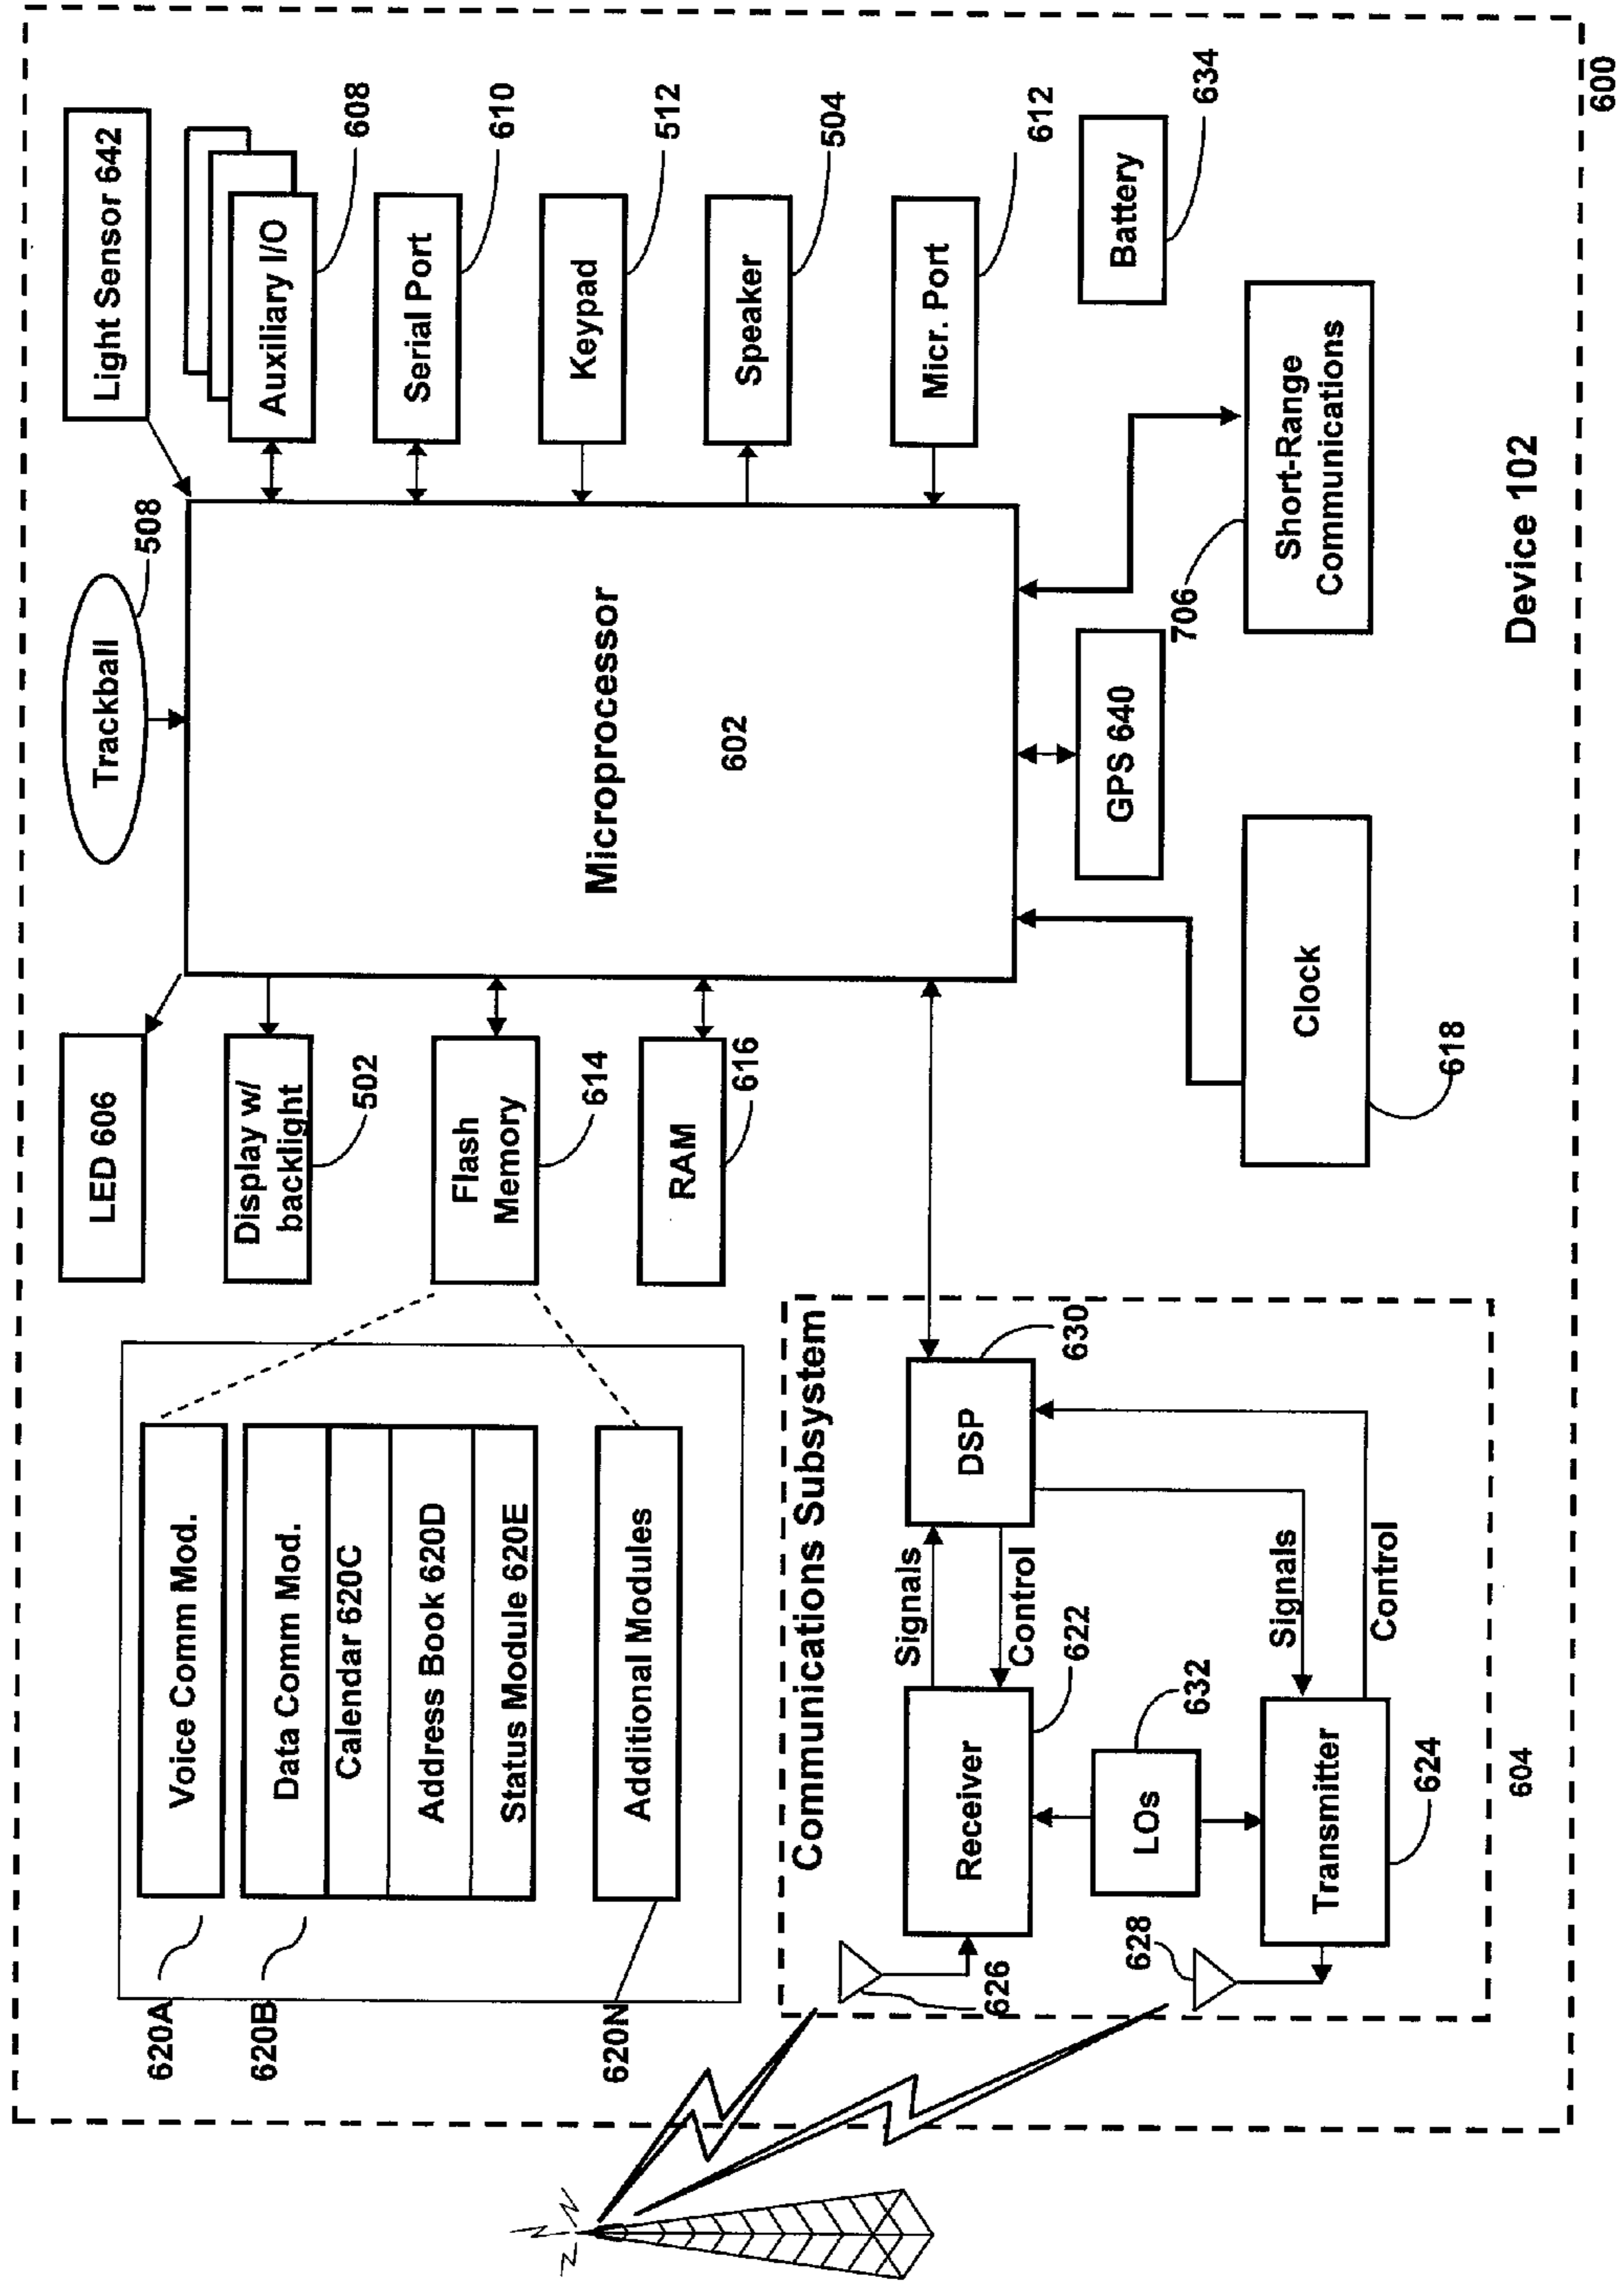 Trackball
508
Light Sensor 642
LED 606
Display w/
backlight
502
Flash
Memory
614
RAM
616
Microprocessor
602
Auxiliary I/O
608
Serial Port
610
Keypad
512
Speaker
504
Micr. Port
612
Battery
634
620A
Voice Comm Mod.
620B
Data Comm Mod.
Calendar 620C
Address Book 620D
Status Module 620E
620N
Additional Modules
Communications Subsystem
626
Receiver
622
Signals
Control
DSP
630
LOs
632
628
Transmitter
624
Signals
Control
604
Clock
618
GPS 640
706
Short-Range
Communications
Device 102
600